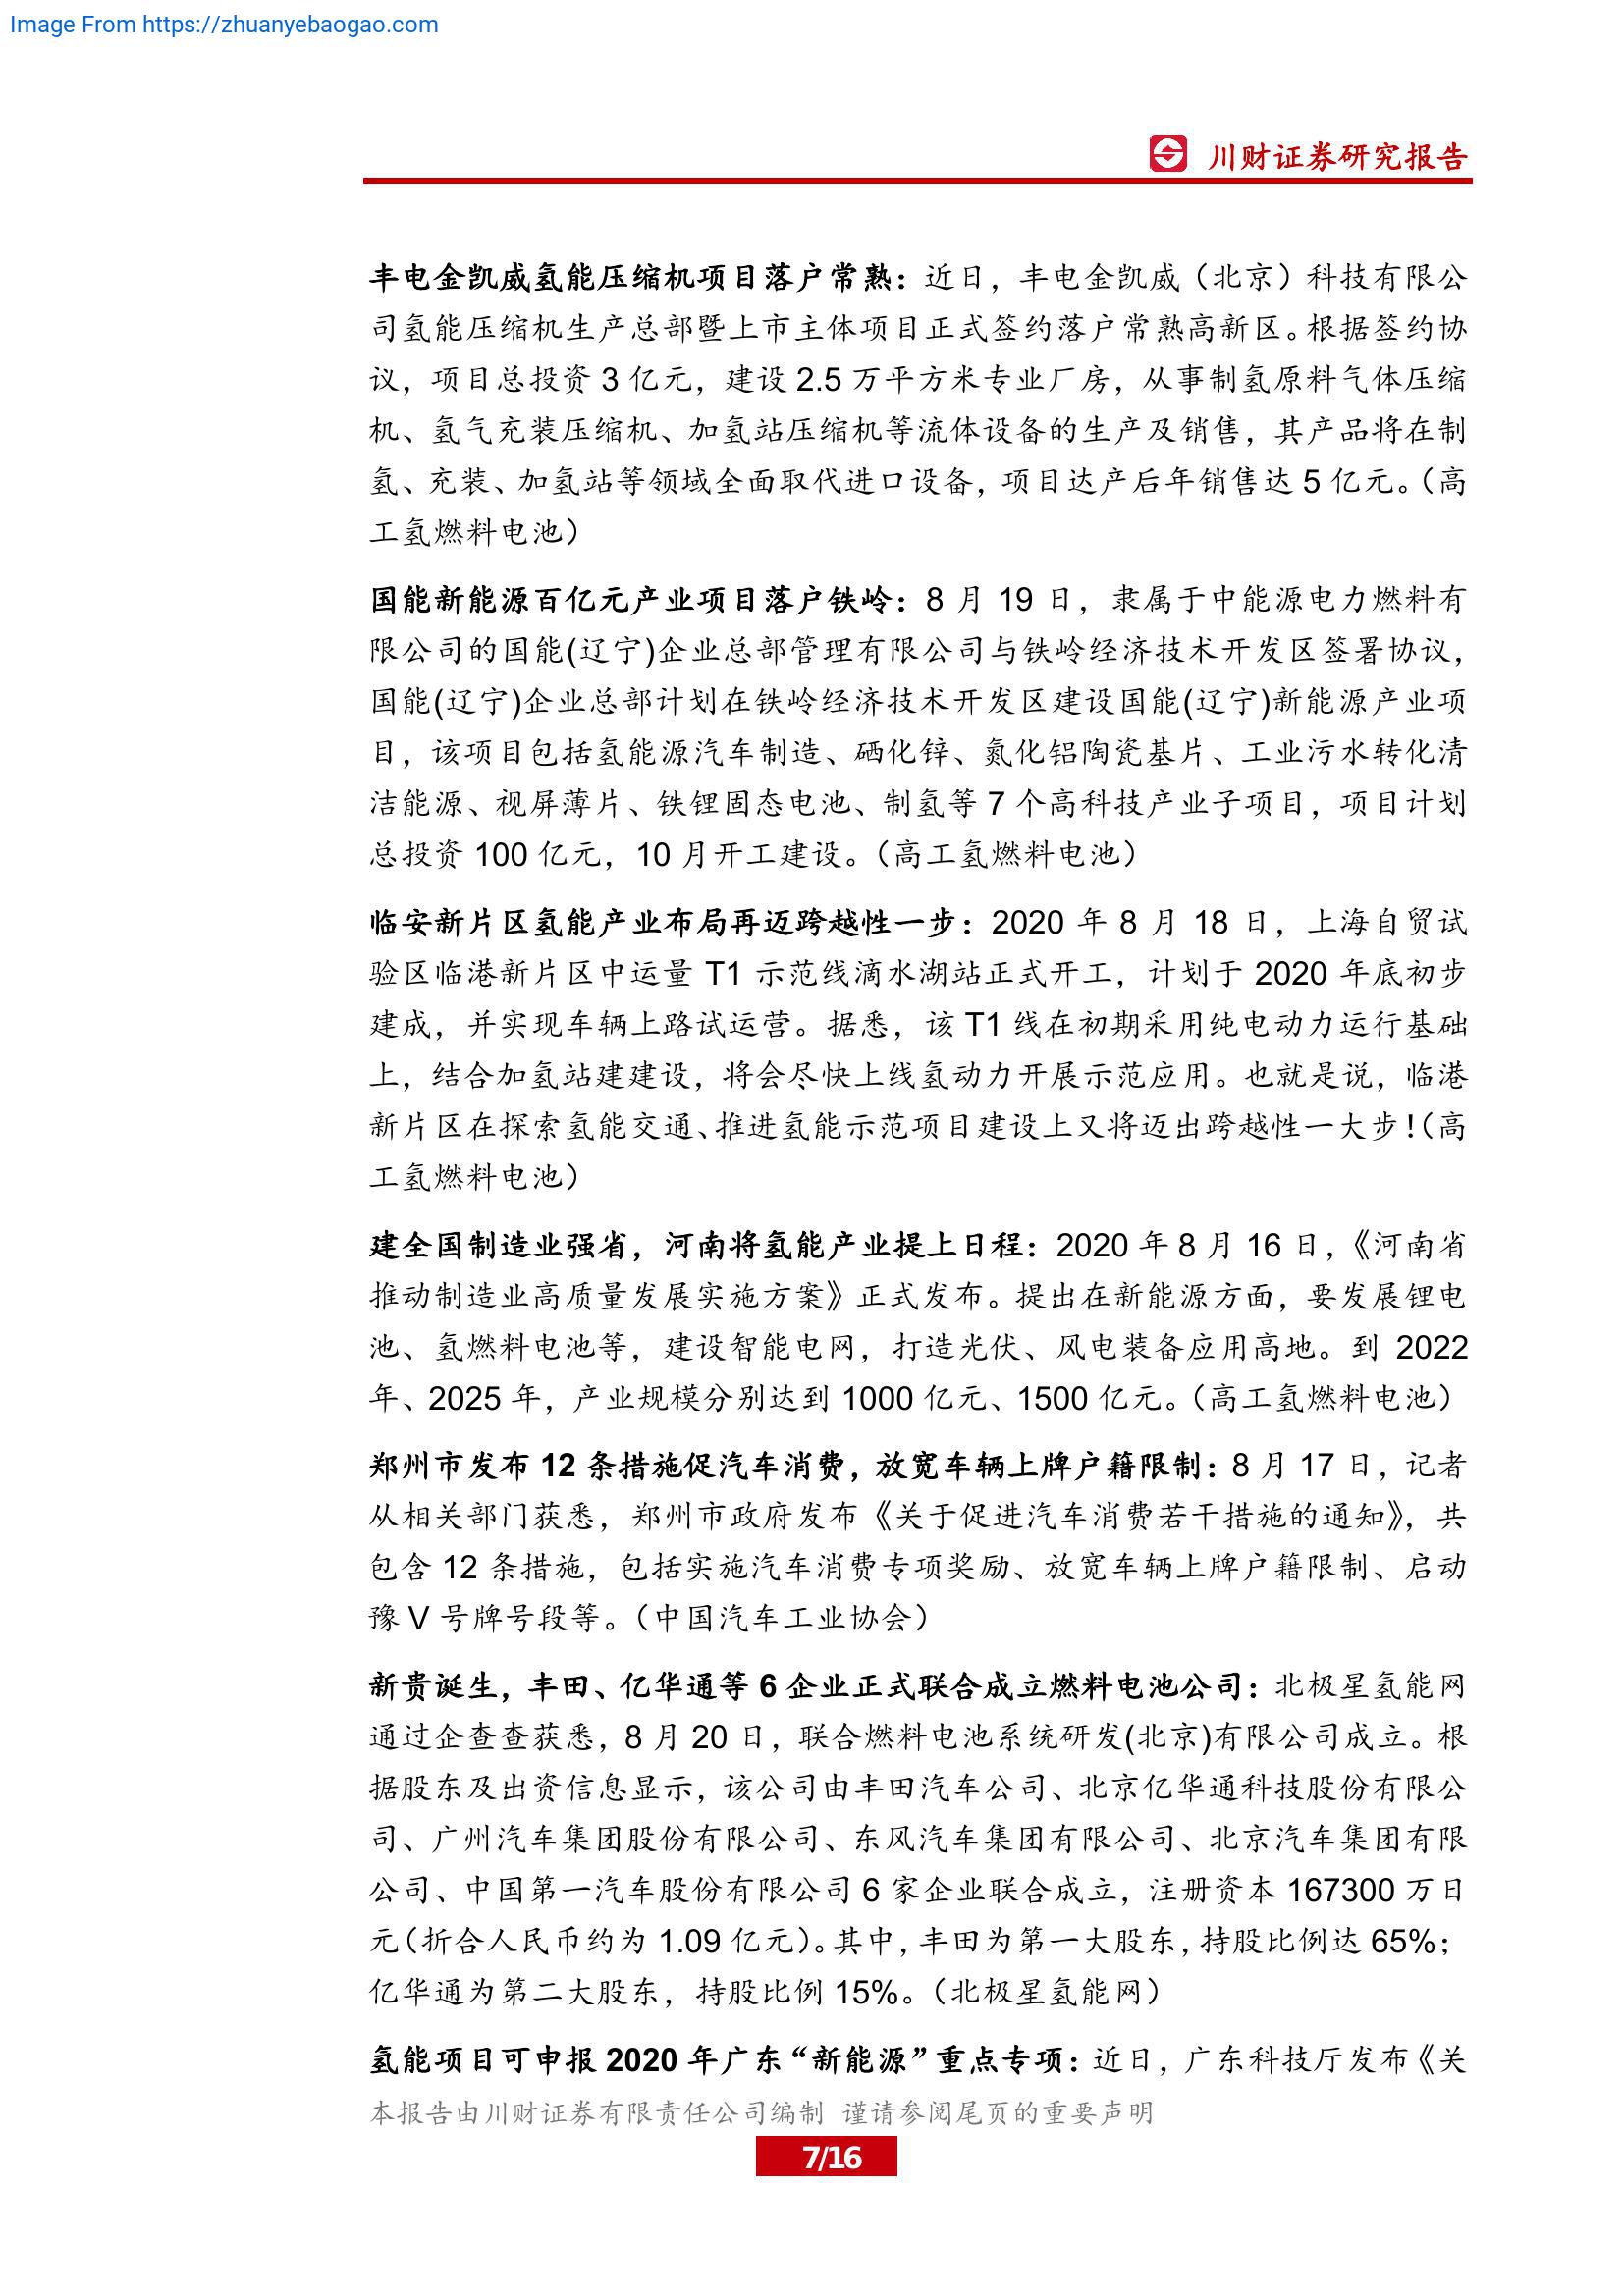 Image From https://zhuanyebaogao.com
川财证券研究报告
丰电金凯威氢能压缩机项目落户常熟：近日，丰电金凯威（北京）科技有限公
司氢能压缩机生产总部暨上市主体项目正式签约落户常熟高新区。根据签约协
议，项目总投资 3 亿元，建设 2.5 万平方米专业厂房，从事制氢原料气体压缩
机、氢气充装压缩机、加氢站压缩机等流体设备的生产及销售，其产品将在制
氢、充装、加氢站等领域全面取代进口设备，项目达产后年销售达 5 亿元。（高
工氢燃料电池）
国能新能源百亿元产业项目落户铁岭：8 月 19 日，隶属于中能源电力燃料有
限公司的国能(辽宁)企业总部管理有限公司与铁岭经济技术开发区签署协议，
国能(辽宁)企业总部计划在铁岭经济技术开发区建设国能(辽宁)新能源产业项
目，该项目包括氢能源汽车制造、硒化锌、氮化铝陶瓷基片、工业污水转化清
洁能源、视屏薄片、铁锂固态电池、制氢等 7 个高科技产业子项目，项目计划
总投资 100 亿元，10 月开工建设。（高工氢燃料电池）
临安新片区氢能产业布局再迈跨越性一步：2020 年 8 月 18 日，上海自贸试
验区临港新片区中运量 T1 示范线滴水湖站正式开工，计划于 2020 年底初步
建成，并实现车辆上路试运营。据悉，该 T1 线在初期采用纯电动力运行基础
上，结合加氢站建建设，将会尽快上线氢动力开展示范应用。也就是说，临港
新片区在探索氢能交通、推进氢能示范项目建设上又将迈出跨越性一大步！（高
工氢燃料电池）
建全国制造业强省，河南将氢能产业提上日程：2020 年 8 月 16 日，《河南省
推动制造业高质量发展实施方案》正式发布。提出在新能源方面，要发展锂电
池、氢燃料电池等，建设智能电网，打造光伏、风电装备应用高地。到 2022
年、2025 年，产业规模分别达到 1000 亿元、1500 亿元。（高工氢燃料电池）
郑州市发布 12 条措施促汽车消费，放宽车辆上牌户籍限制：8 月 17 日，记者
从相关部门获悉，郑州市政府发布《关于促进汽车消费若干措施的通知》，共
包含 12 条措施，包括实施汽车消费专项奖励、放宽车辆上牌户籍限制、启动
豫 V 号牌号段等。（中国汽车工业协会）
新贵诞生，丰田、亿华通等 6 企业正式联合成立燃料电池公司：北极星氢能网
通过企查查获悉，8 月 20 日，联合燃料电池系统研发(北京)有限公司成立。根
据股东及出资信息显示，该公司由丰田汽车公司、北京亿华通科技股份有限公
司、广州汽车集团股份有限公司、东风汽车集团有限公司、北京汽车集团有限
公司、中国第一汽车股份有限公司 6 家企业联合成立，注册资本 167300 万日
元（折合人民币约为 1.09 亿元）。其中，丰田为第一大股东，持股比例达 65%；
亿华通为第二大股东，持股比例 15%。（北极星氢能网）
氢能项目可申报 2020 年广东“新能源”重点专项：近日，广东科技厅发布《关
本报告由川财证券有限责任公司编制 谨请参阅尾页的重要声明
7/16